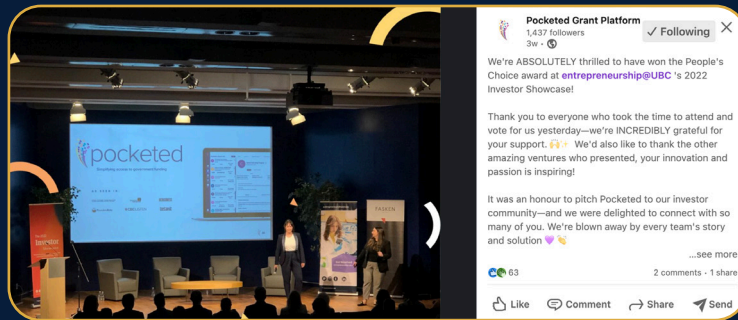 pocketed
AS SEEN IN
Investor
FASKEN
Pocketed Grant Platform
1,437 followers
3w •
✓ Following
We're ABSOLUTELY thrilled to have won the People's
Choice award at entrepreneurship@UBC 's 2022
Investor Showcase!
Thank you to everyone who took the time to attend and
vote for us yesterday—we're INCREDIBLY grateful for
your support. 🙌✨ We'd also like to thank the other
amazing ventures who presented, your innovation and
passion is inspiring!
It was an honour to pitch Pocketed to our investor
community—and we were delighted to connect with so
many of you. We're blown away by every team's story
and solution 💜 👏
...see more
63
2 comments • 1 share
Like
Comment
Share
Send